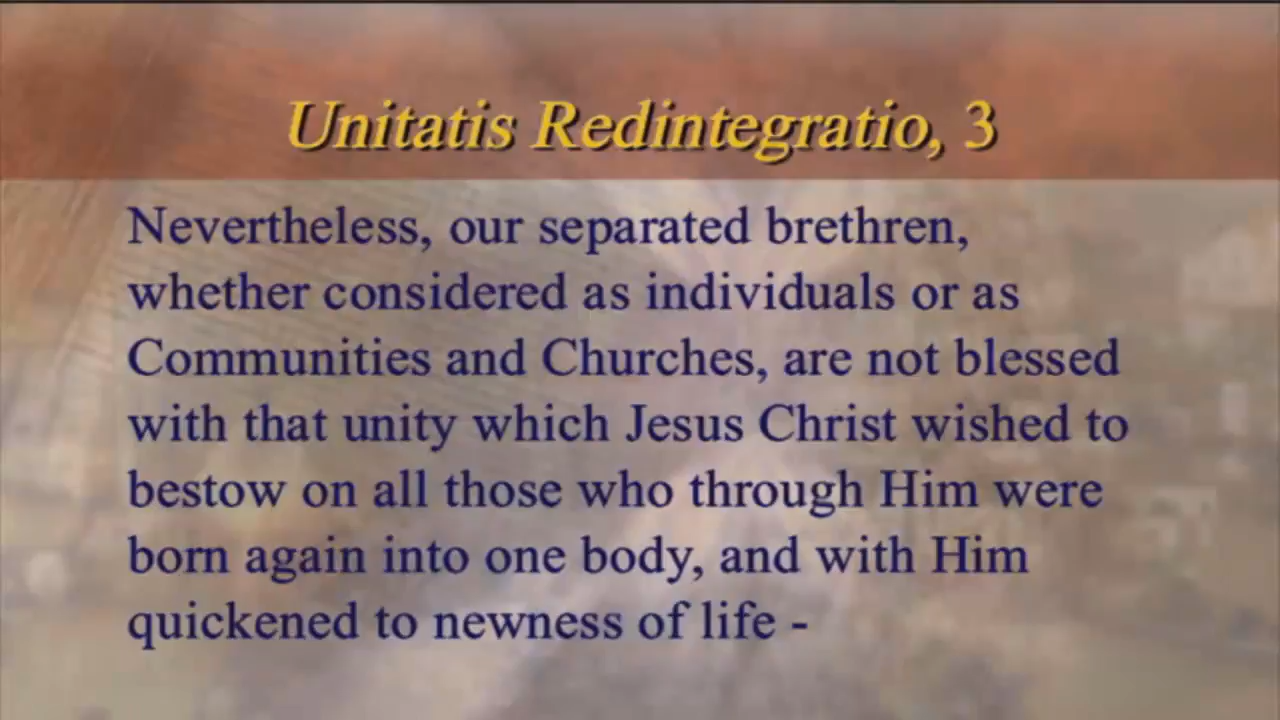 Unitatis Redintegratio, 3
Nevertheless, our separated brethren,
whether considered as individuals or as
Communities and Churches, are not blessed
with that unity which Jesus Christ wished to
bestow on all those who through Him were
born again into one body, and with Him
quickened to newness of life -